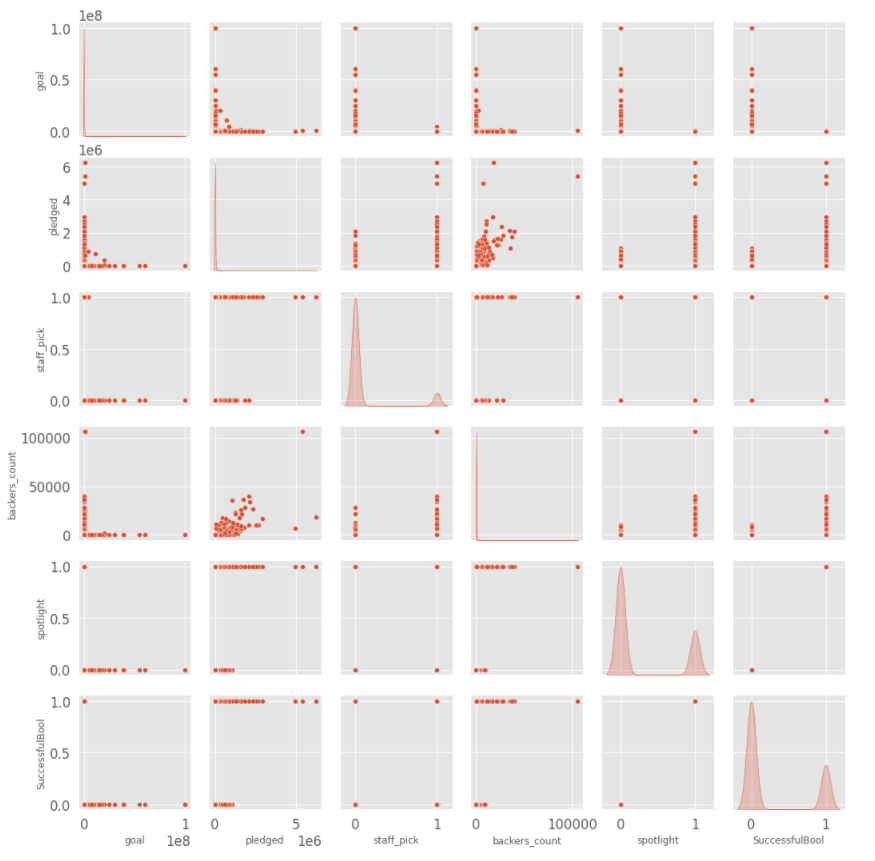 1e8
1.0
0.5
0.0
goal
1e6
6
4
2
0
pledged
1.0
0.5
0.0
staff_pick
100000
50000
0
backers_count
1.0
0.5
0.0
spotlight
1.0
0.5
0.0
SuccessfulBool
0 1 0 5 0 1 0 100000 0 1 0 1
goal 1e8 pledged 1e6 staff_pick backers_count spotlight SuccessfulBool